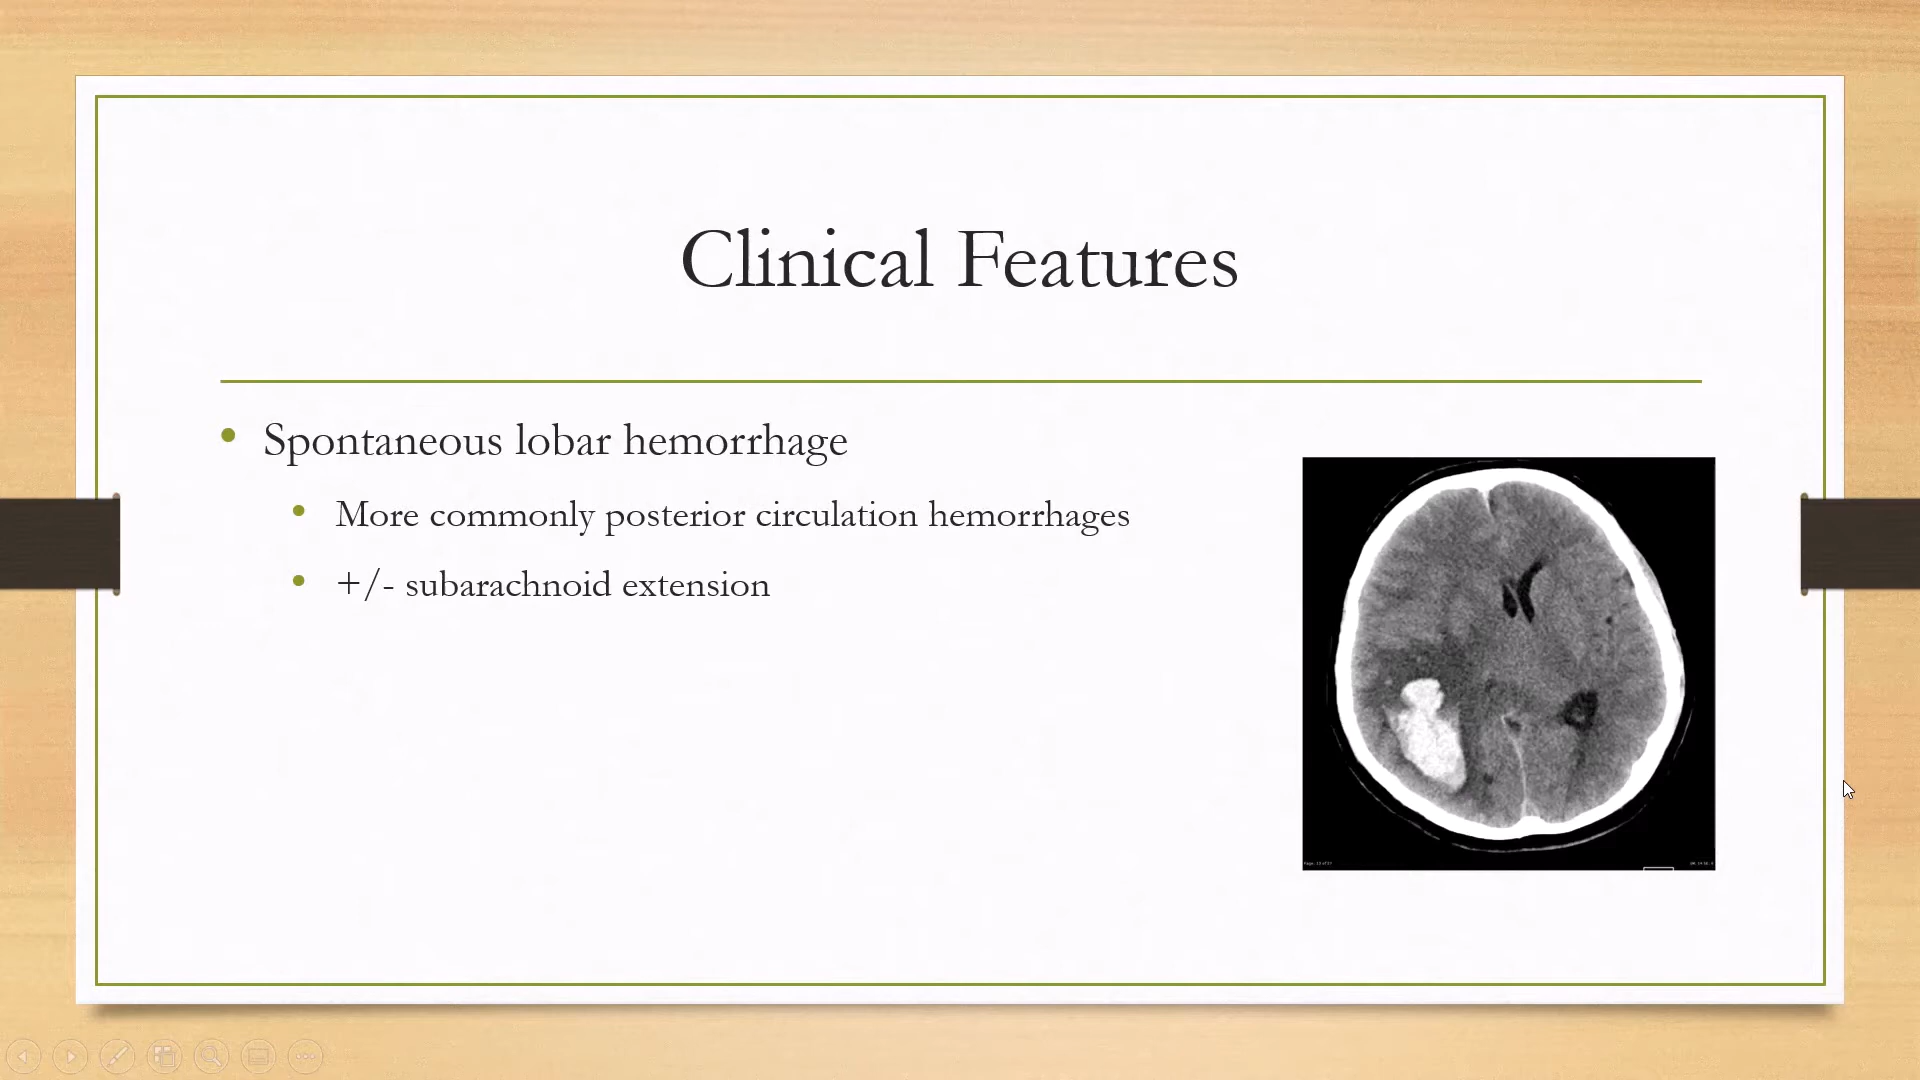 Clinical Features
Spontaneous lobar hemorrhage
More commonly posterior circulation hemorrhages
+/- subarachnoid extension